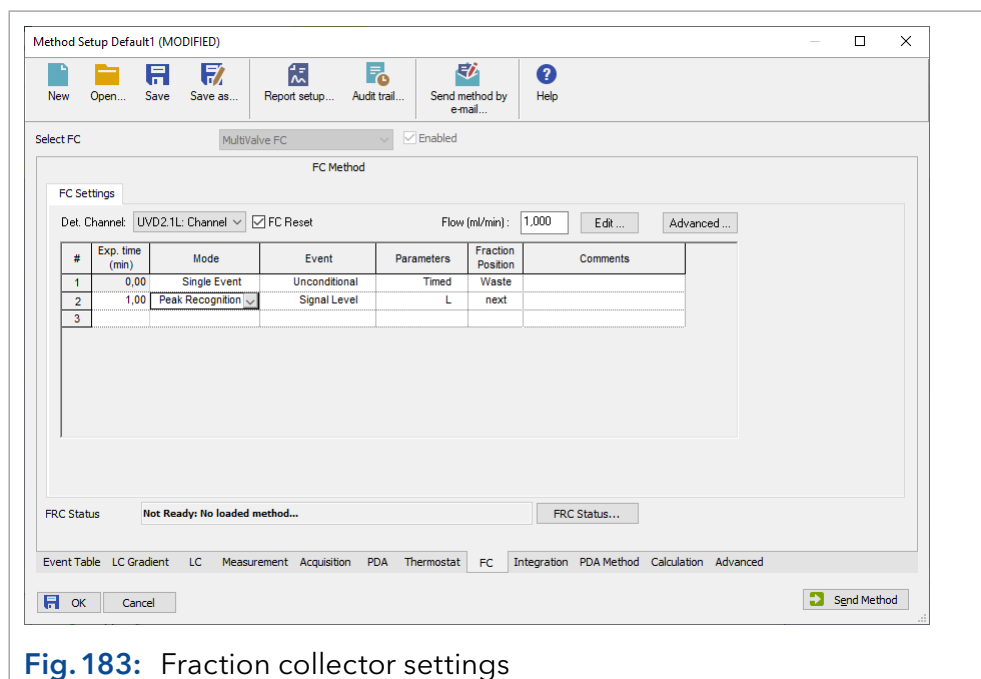 Method Setup Default1 (MODIFIED)
New Open... Save Save as... Report setup... Audit trail... Send method by e-mail... Help
Select FC MultiValve FC Enabled
FC Method
FC Settings
Det. Channel: UVD2.1L: Channel FC Reset Flow (ml/min) : 1,000 Edit ... Advanced ...
# Exp. time (min) Mode Event Parameters Fraction Position Comments
1 0,00 Single Event Unconditional Timed Waste
2 1,00 Peak Recognition Signal Level L next
3
FRC Status Not Ready: No loaded method... FRC Status...
Event Table LC Gradient LC Measurement Acquisition PDA Thermostat FC Integration PDA Method Calculation Advanced
OK Cancel Send Method
Fig. 183: Fraction collector settings